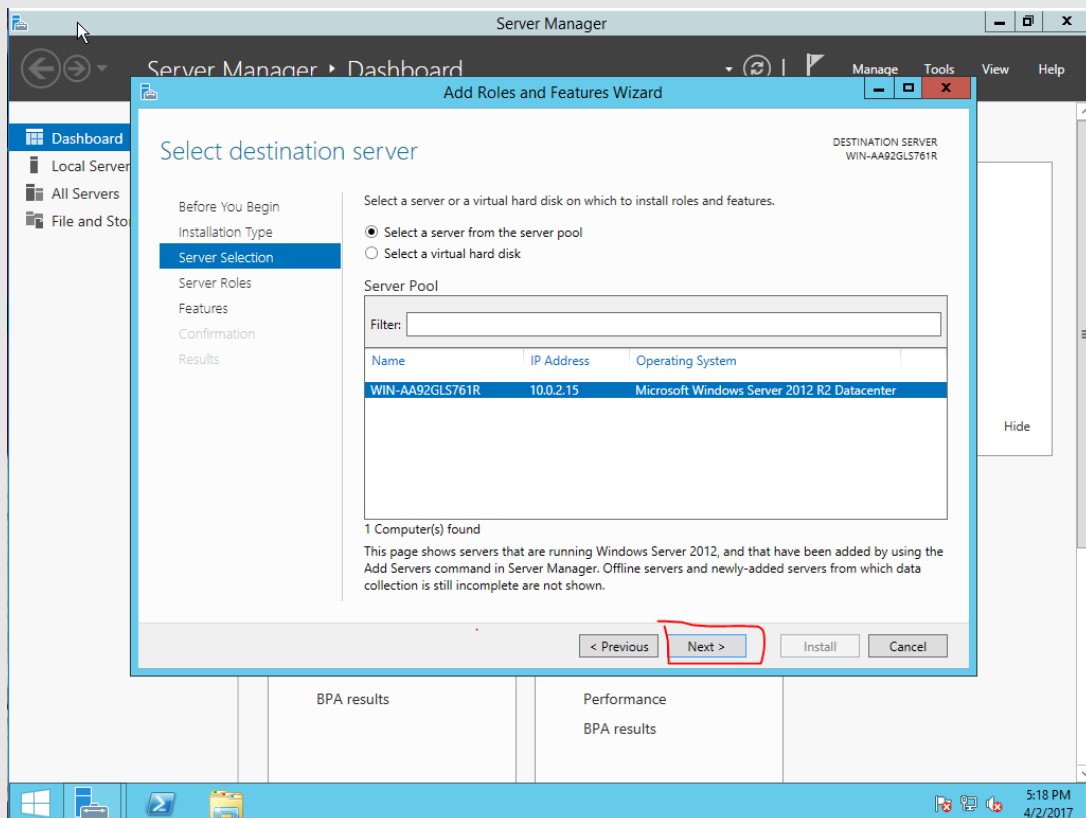 Server Manager
Server Manager ‣ Dashboard
Manage Tools View Help
Add Roles and Features Wizard
Dashboard
Local Server
All Servers
File and Sto
Select destination server
DESTINATION SERVER
WIN-AA92GLS761R
Before You Begin
Installation Type
Server Selection
Server Roles
Features
Confirmation
Results
Select a server or a virtual hard disk on which to install roles and features.
Select a server from the server pool
Select a virtual hard disk
Server Pool
Filter:
Name IP Address Operating System
WIN-AA92GLS761R 10.0.2.15 Microsoft Windows Server 2012 R2 Datacenter
1 Computer(s) found
This page shows servers that are running Windows Server 2012, and that have been added by using the
Add Servers command in Server Manager. Offline servers and newly-added servers from which data
collection is still incomplete are not shown.
< Previous Next > Install Cancel
Hide
BPA results
Performance
BPA results
5:18 PM
4/2/2017